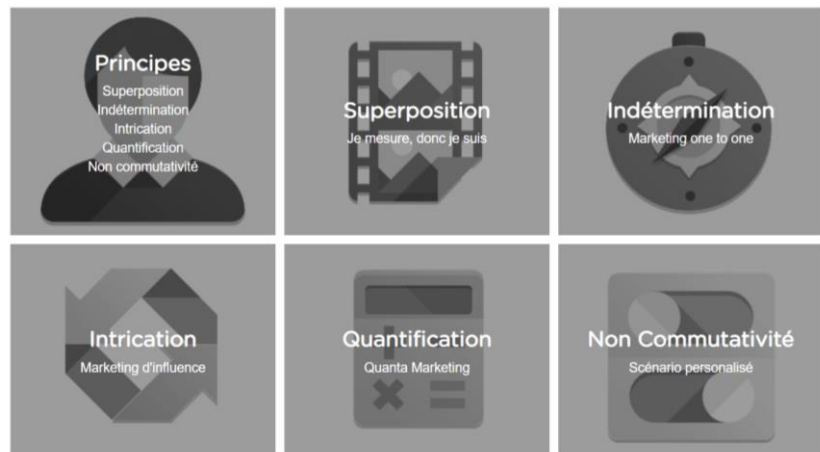 Principes
Superposition
Indétermination
Intrication
Quantification
Non commutativité
Superposition
Je mesure, donc je suis
Indétermination
Marketing one to one
Intrication
Marketing d'influence
Quantification
Quanta Marketing
Non Commutativité
Scénario personalisé